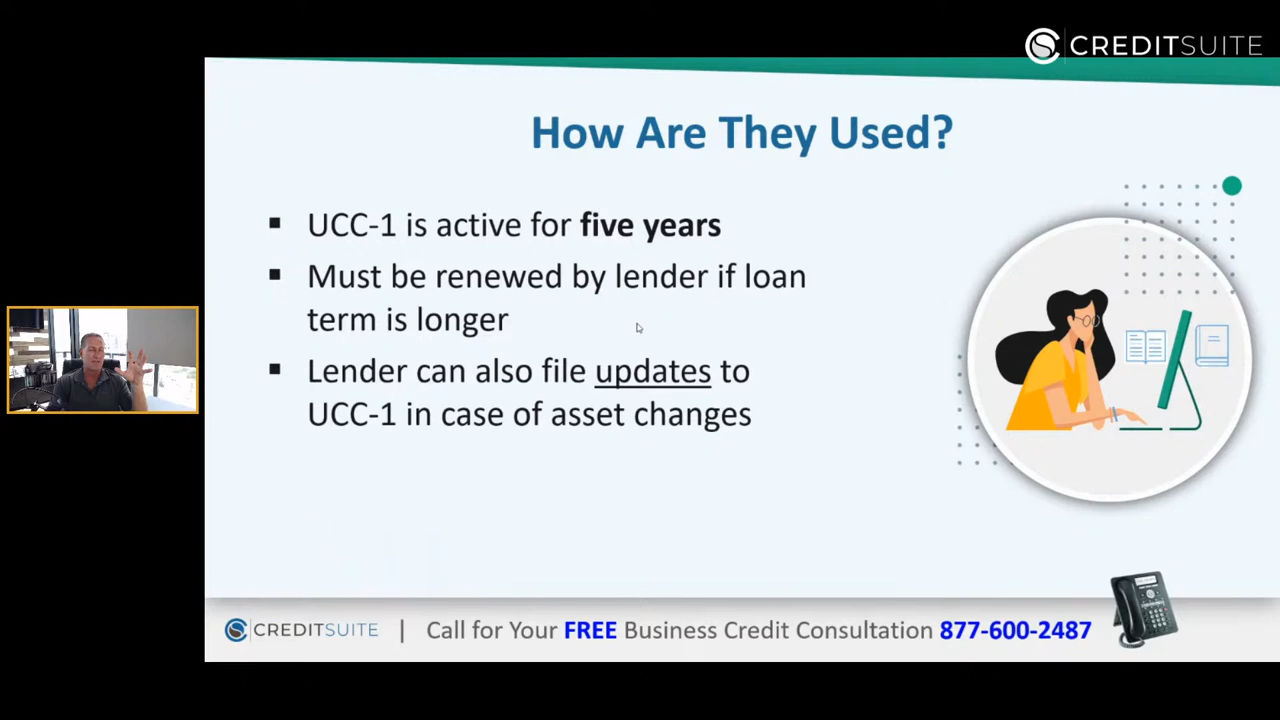 CREDITSUITE
How Are They Used?
▪ UCC-1 is active for five years
▪ Must be renewed by lender if loan
term is longer
▪ Lender can also file updates to
UCC-1 in case of asset changes
CREDITSUITE | Call for Your FREE Business Credit Consultation 877-600-2487